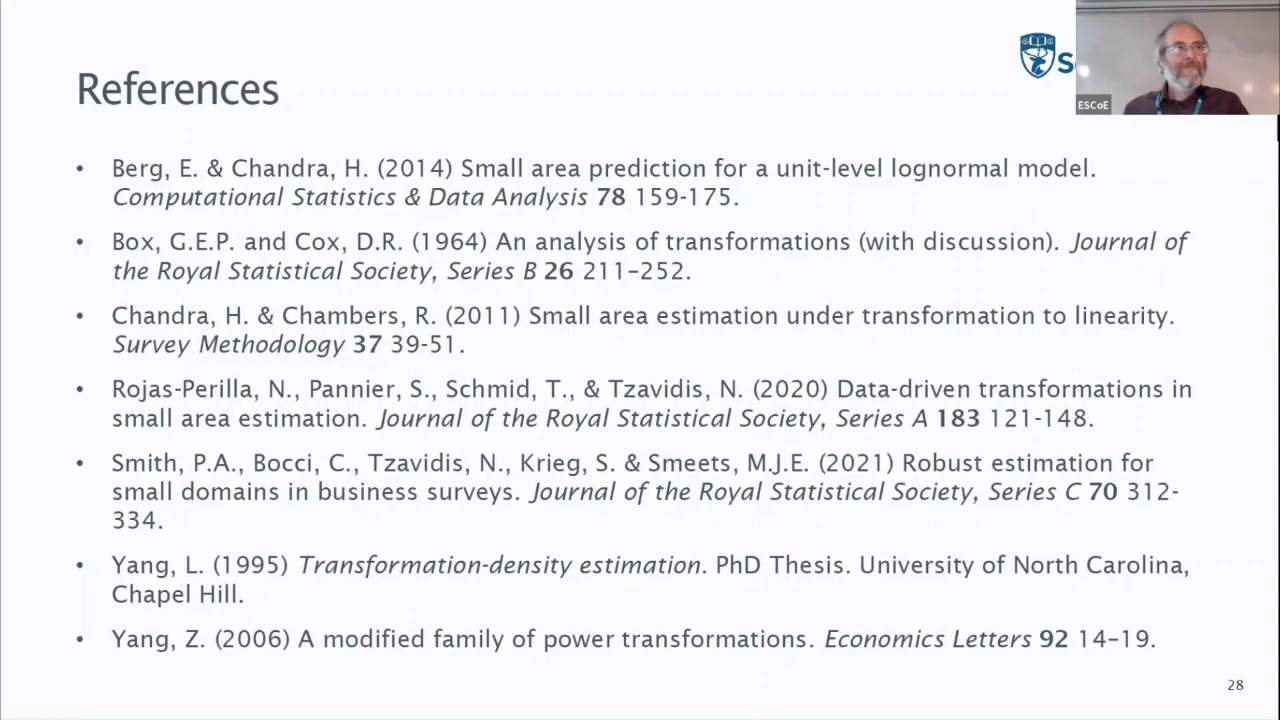 References
S
ESCoE
• Berg, E. & Chandra, H. (2014) Small area prediction for a unit-level lognormal model.
Computational Statistics & Data Analysis 78 159-175.
• Box, G.E.P. and Cox, D.R. (1964) An analysis of transformations (with discussion). Journal of
the Royal Statistical Society, Series B 26 211–252.
• Chandra, H. & Chambers, R. (2011) Small area estimation under transformation to linearity.
Survey Methodology 37 39-51.
• Rojas-Perilla, N., Pannier, S., Schmid, T., & Tzavidis, N. (2020) Data-driven transformations in
small area estimation. Journal of the Royal Statistical Society, Series A 183 121-148.
• Smith, P.A., Bocci, C., Tzavidis, N., Krieg, S. & Smeets, M.J.E. (2021) Robust estimation for
small domains in business surveys. Journal of the Royal Statistical Society, Series C 70 312-
334.
• Yang, L. (1995) Transformation-density estimation. PhD Thesis. University of North Carolina,
Chapel Hill.
• Yang, Z. (2006) A modified family of power transformations. Economics Letters 92 14–19.
28